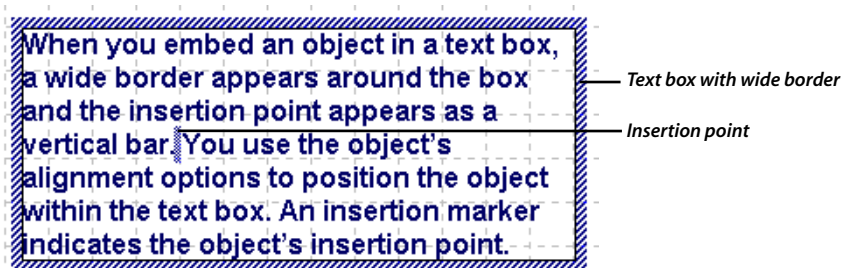 When you embed an object in a text box,
a wide border appears around the box
and the insertion point appears as a
vertical bar. You use the object’s
alignment options to position the object
within the text box. An insertion marker
indicates the object’s insertion point.
Text box with wide border
Insertion point